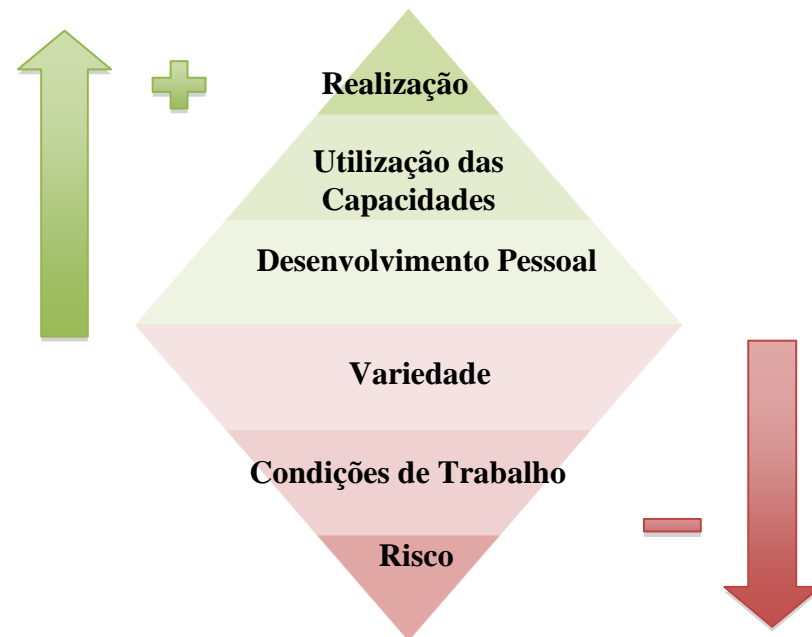 Realização
Utilização das
Capacidades
Desenvolvimento Pessoal
Variedade
Condições de Trabalho
Risco